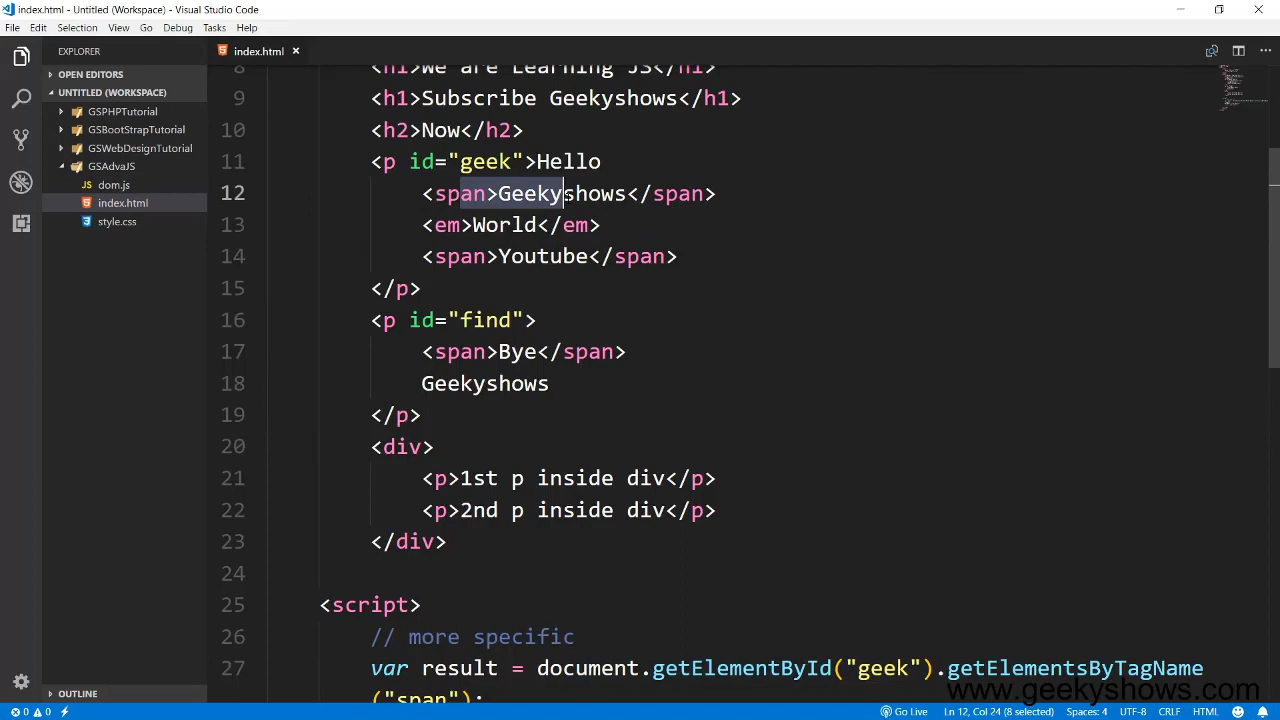 index.html - Untitled (Workspace) - Visual Studio Code
File Edit Selection View Go Debug Tasks Help
EXPLORER
index.html
OPEN EDITORS
UNTITLED (WORKSPACE)
GSPHPTutorial
GSBootStrapTutorial
GSWebDesignTutorial
GSAdvaJS
dom.js
index.html
style.css
OUTLINE
8 <h1>We are Learning JS</h1>
9 <h1>Subscribe Geekyshows</h1>
10 <h2>Now</h2>
11 <p id="geek">Hello
12 <span>Geekyshows</span>
13 <em>World</em>
14 <span>Youtube</span>
15 </p>
16 <p id="find">
17 <span>Bye</span>
18 Geekyshows
19 </p>
20 <div>
21 <p>1st p inside div</p>
22 <p>2nd p inside div</p>
23 </div>
24
25 <script>
26 // more specific
27 var result = document.getElementById("geek").getElementsByTagName
("span");
www.geekyshows.com
0 0 Go Live Ln 12, Col 24 (8 selected) Spaces: 4 UTF-8 CRLF HTML